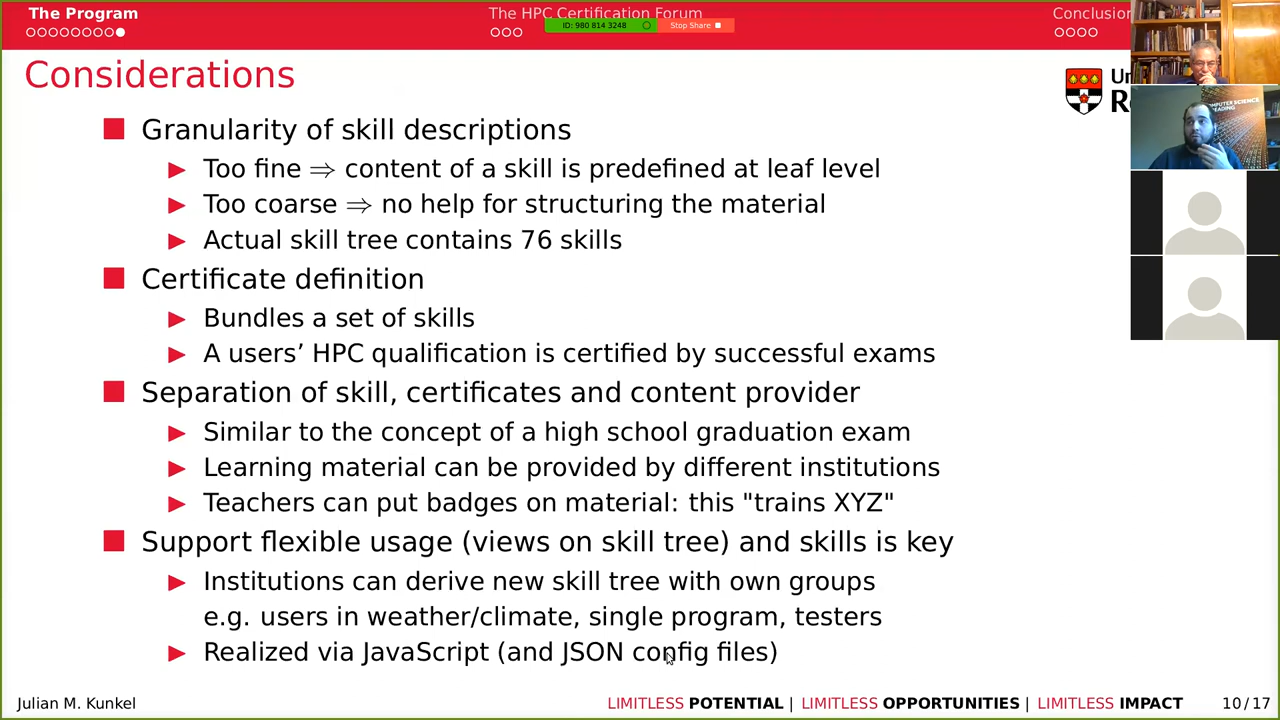 The Program
The HPC Certification Forum
Conclusion
ID: 980 814 3248
Stop Share
Considerations
Granularity of skill descriptions
Too fine ⇒ content of a skill is predefined at leaf level
Too coarse ⇒ no help for structuring the material
Actual skill tree contains 76 skills
Certificate definition
Bundles a set of skills
A users’ HPC qualification is certified by successful exams
Separation of skill, certificates and content provider
Similar to the concept of a high school graduation exam
Learning material can be provided by different institutions
Teachers can put badges on material: this "trains XYZ"
Support flexible usage (views on skill tree) and skills is key
Institutions can derive new skill tree with own groups
e.g. users in weather/climate, single program, testers
Realized via JavaScript (and JSON config files)
Julian M. Kunkel
LIMITLESS POTENTIAL | LIMITLESS OPPORTUNITIES | LIMITLESS IMPACT
10/17